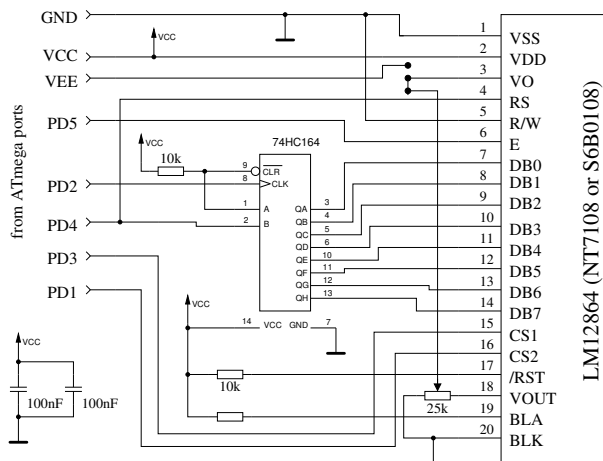 GND
VCC
VEE
PD5
PD2
PD4
PD3
PD1
from ATmega ports
VCC
VCC
10k
74HC164
9 CLR
8 CLK
1 A
2 B
QA 3
QB 4
QC 5
QD 6
QE 10
QF 11
QG 12
QH 13
14 VCC GND 7
VCC
10k
VCC
100nF 100nF
25k
1 VSS
2 VDD
3 VO
4 RS
5 R/W
6 E
7 DB0
8 DB1
9 DB2
10 DB3
11 DB4
12 DB5
13 DB6
14 DB7
15 CS1
16 CS2
17 /RST
18 VOUT
19 BLA
20 BLK
LM12864 (NT7108 or S6B0108)